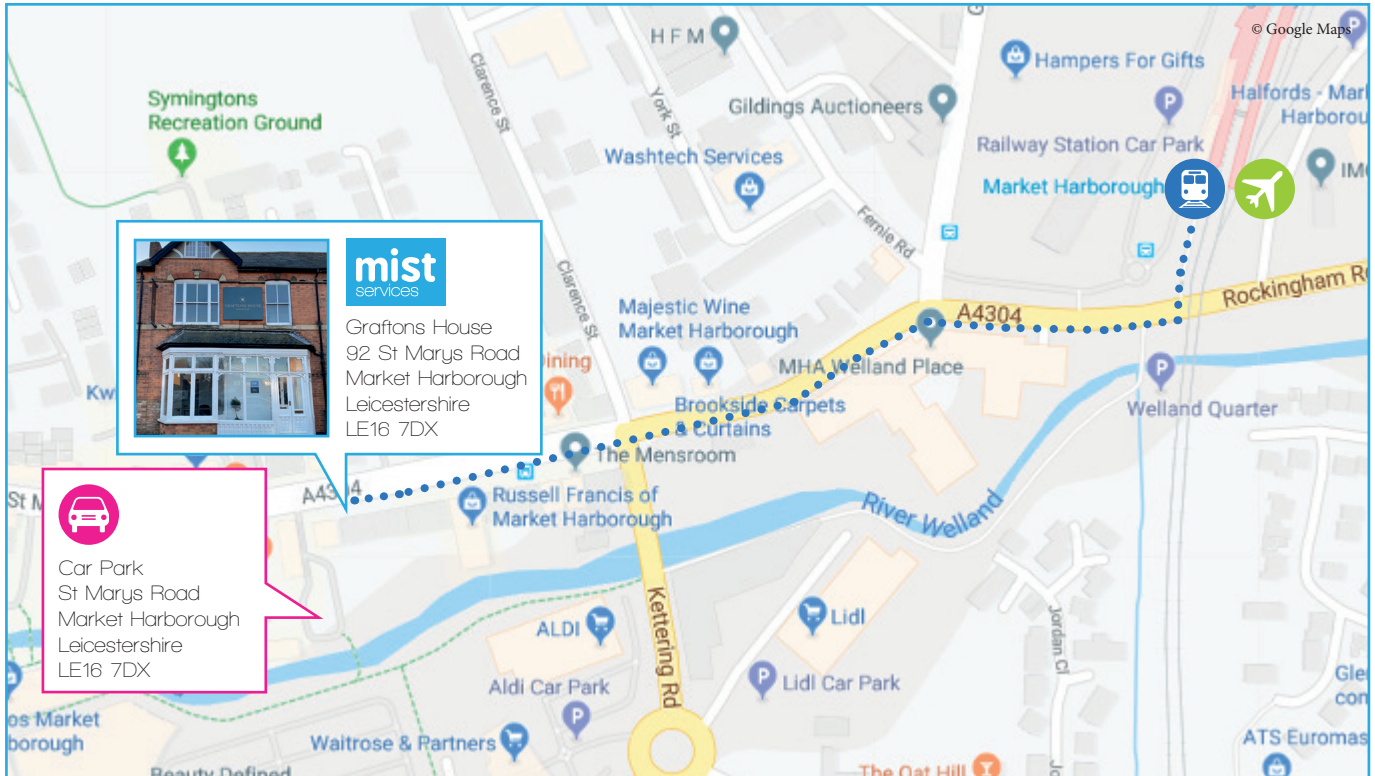 © Google Maps
H F M
Hampers For Gifts
Clarence St
York St
Symingtons
Recreation Ground
Gildings Auctioneers
Halfords - Mar
Harborou
Railway Station Car Park
Washtech Services
Market Harborough
Fernie Rd
mist
services
Graftons House
92 St Marys Road
Market Harborough
Leicestershire
LE16 7DX
Clarence St
Majestic Wine
Market Harborough
A4304
Rockingham R
ining
MHA Welland Place
Kw
Brookside Carpets
& Curtains
Welland Quarter
The Mensroom
A4304
St M
Russell Francis of
Market Harborough
River Welland
Car Park
St Marys Road
Market Harborough
Leicestershire
LE16 7DX
Kettering Rd
ALDI
Lidl
Jordan Cl
Aldi Car Park
Lidl Car Park
Gle
con
os Market
borough
Waitrose & Partners
ATS Euromas
Beauty Defined
The Oat Hill